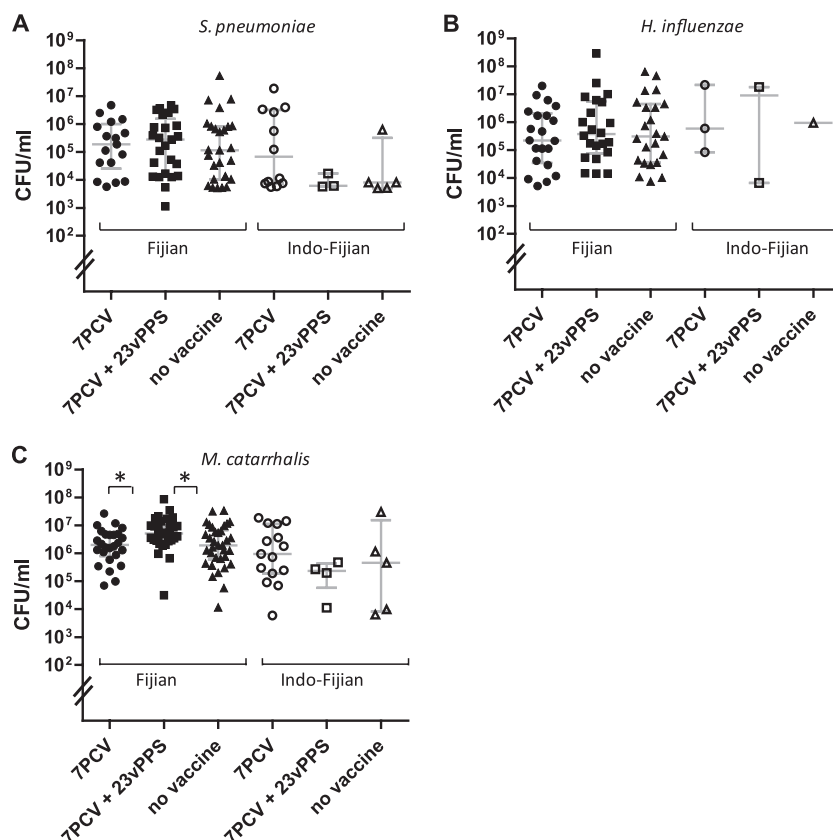 A
S. pneumoniae
CFU/ml
10⁹
10⁸
10⁷
10⁶
10⁵
10⁴
10³
10²
Fijian
Indo-Fijian
7PCV
7PCV + 23vPPS
no vaccine
7PCV
7PCV + 23vPPS
no vaccine
B
H. influenzae
CFU/ml
10⁹
10⁸
10⁷
10⁶
10⁵
10⁴
10³
10²
Fijian
Indo-Fijian
7PCV
7PCV + 23vPPS
no vaccine
7PCV
7PCV + 23vPPS
no vaccine
C
M. catarrhalis
CFU/ml
10⁹
10⁸
10⁷
10⁶
10⁵
10⁴
10³
10²
* *
Fijian
Indo-Fijian
7PCV
7PCV + 23vPPS
no vaccine
7PCV
7PCV + 23vPPS
no vaccine